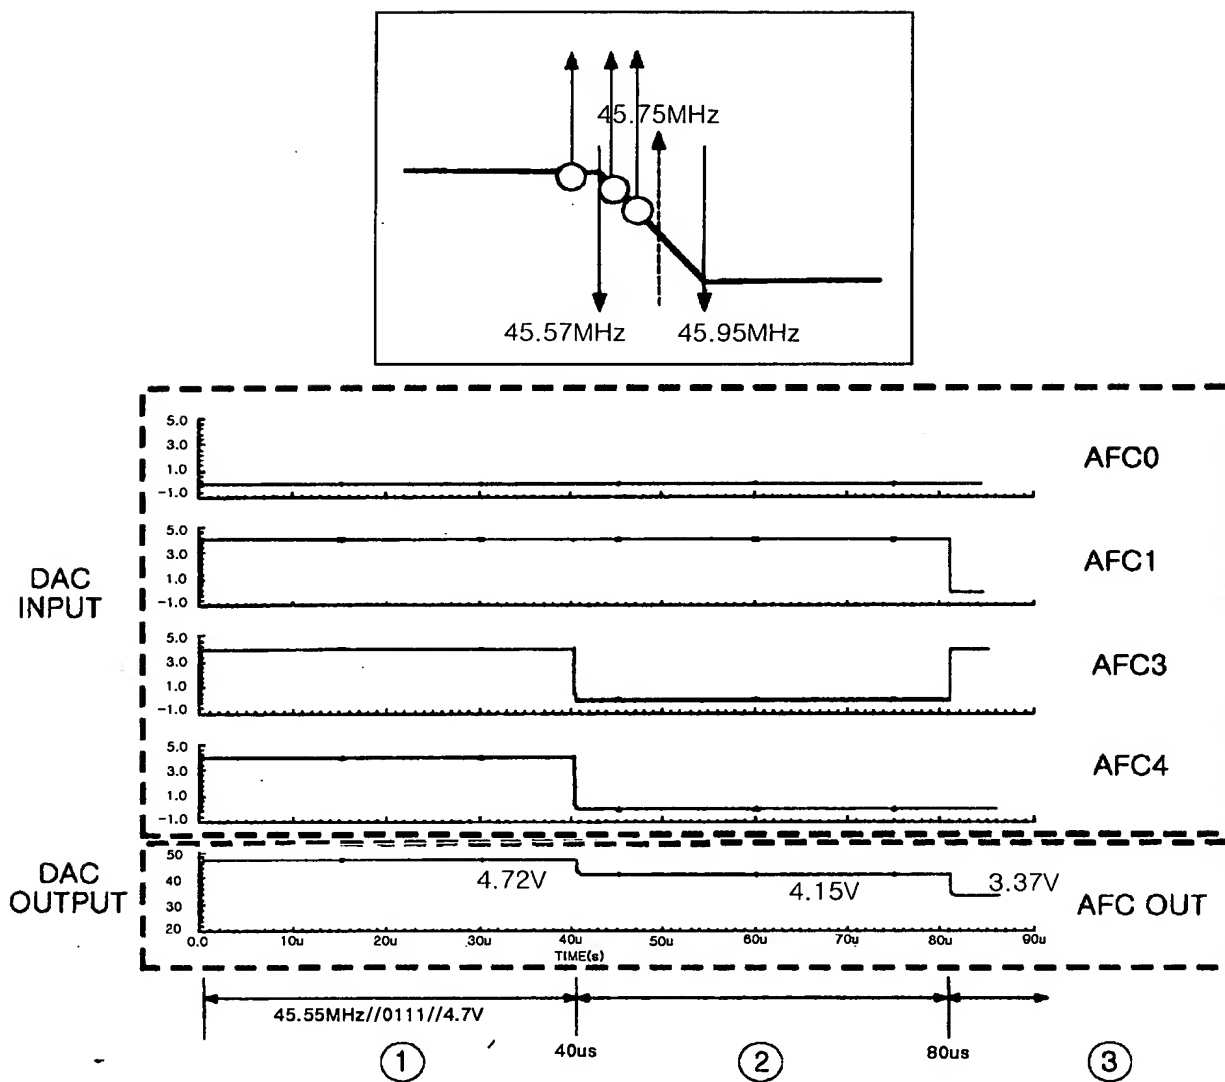 45.75MHz
45.57MHz
45.95MHz
DAC
INPUT
5.0
3.0
1.0
-1.0
AFC0
5.0
3.0
1.0
-1.0
AFC1
5.0
3.0
1.0
-1.0
AFC3
5.0
3.0
1.0
-1.0
AFC4
DAC
OUTPUT
50
40
30
20
4.72V
4.15V
3.37V
AFC OUT
0.0 10u 20u 30u 40u 50u 60u 70u 80u 90u
TIME(s)
45.55MHz//0111//4.7V
40us
80us
① ② ③